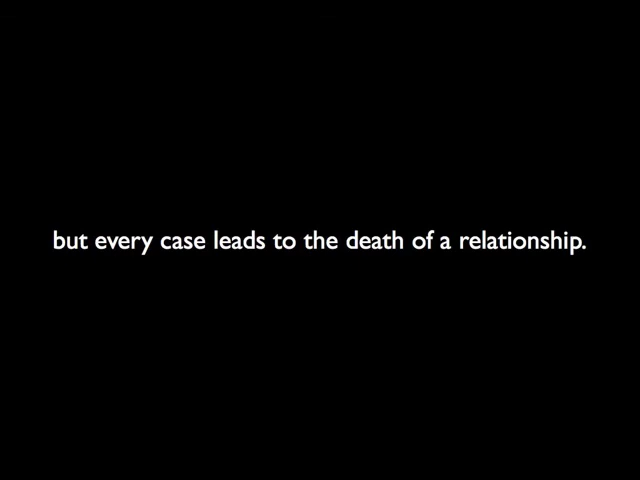 but every case leads to the death of a relationship.